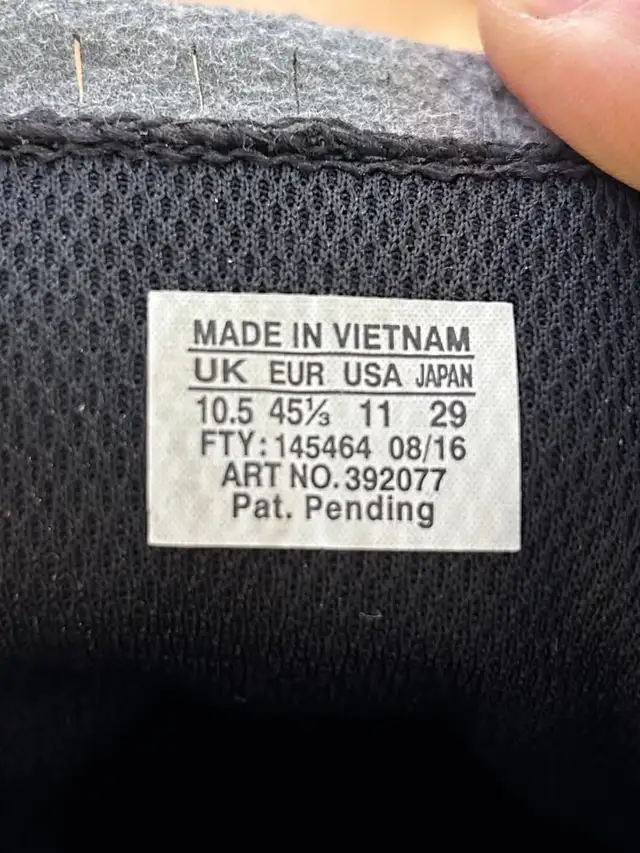 MADE IN VIETNAM
UK EUR USA JAPAN
10.5 45⅓ 11 29
FTY: 145464 08/16
ART NO. 392077
Pat. Pending